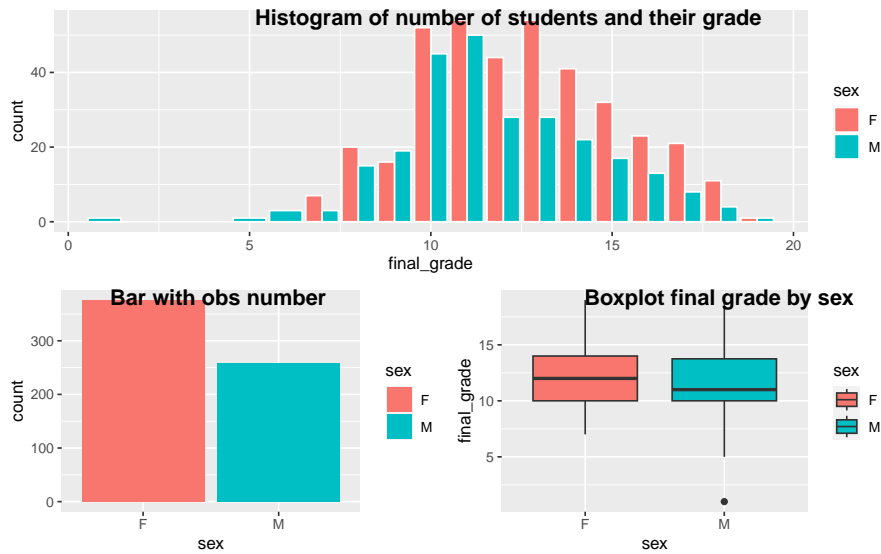 Histogram of number of students and their grade
count
40
20
0
0 5 10 15 20
final_grade
sex
F
M
Bar with obs number
count
300
200
100
0
F M
sex
sex
F
M
Boxplot final grade by sex
final_grade
15
10
5
F M
sex
sex
F
M